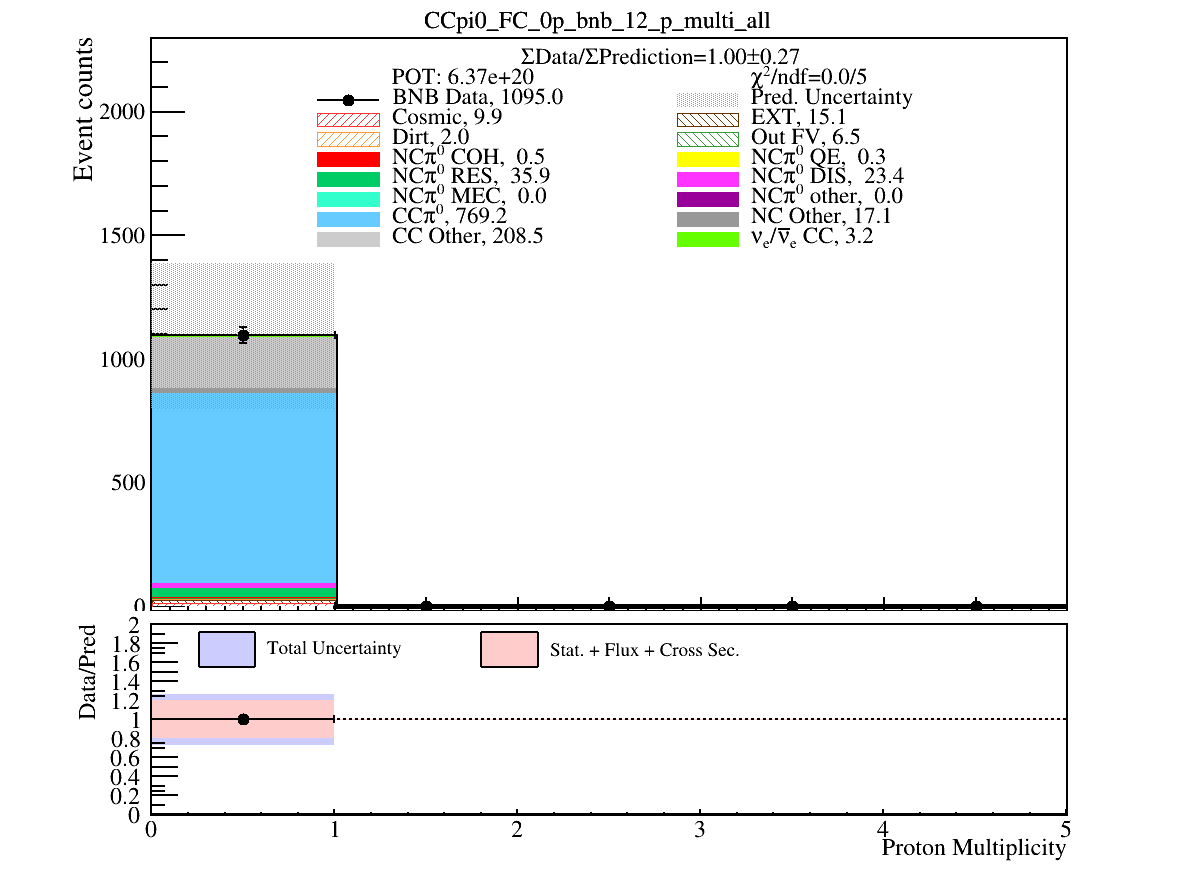 CCpi0_FC_0p_bnb_12_p_multi_all
ΣData/ΣPrediction=1.00±0.27
POT: 6.37e+20 χ²/ndf=0.0/5
BNB Data, 1095.0 Pred. Uncertainty
Cosmic, 9.9 EXT, 15.1
Dirt, 2.0 Out FV, 6.5
NCπ⁰ COH, 0.5 NCπ⁰ QE, 0.3
NCπ⁰ RES, 35.9 NCπ⁰ DIS, 23.4
NCπ⁰ MEC, 0.0 NCπ⁰ other, 0.0
CCπ⁰, 769.2 NC Other, 17.1
CC Other, 208.5 νₑ/ν̅ₑ CC, 3.2
Event counts
2000
1500
1000
500
0
Total Uncertainty Stat. + Flux + Cross Sec.
Data/Pred
2
1.8
1.6
1.4
1.2
1
0.8
0.6
0.4
0.2
0
0 1 2 3 4 5
Proton Multiplicity